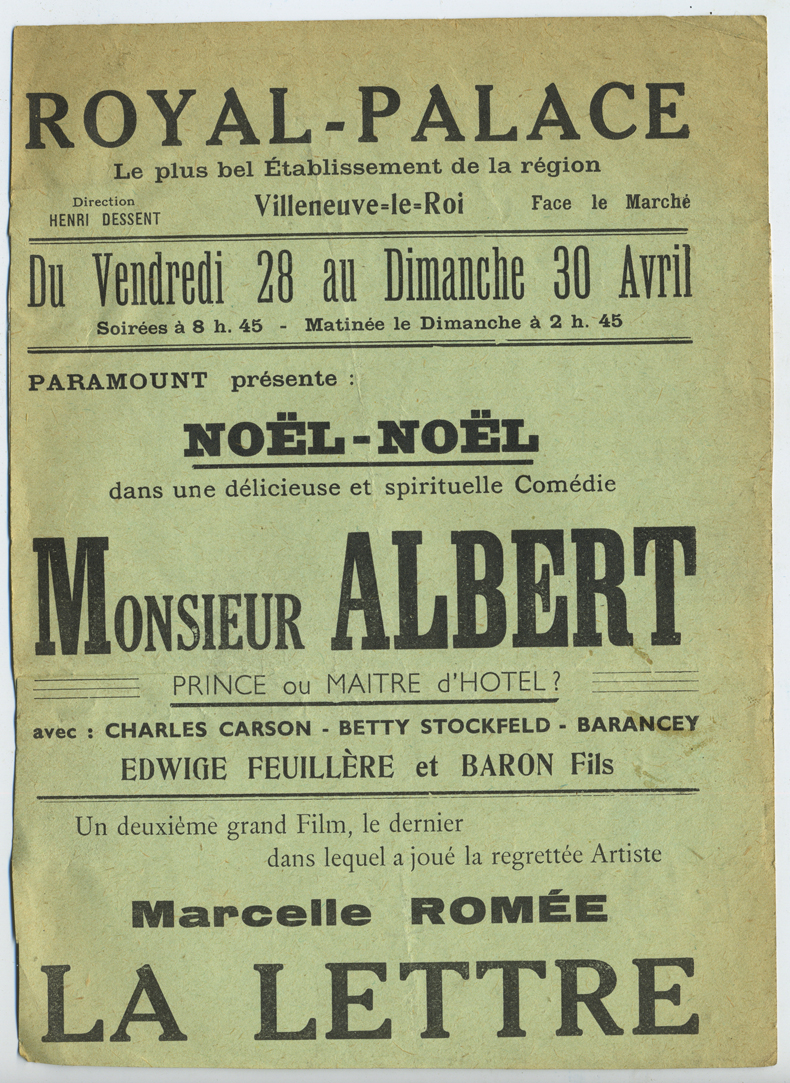 ROYAL-PALACE
Le plus bel Établissement de la région
Direction
HENRI DESSENT
Villeneuve=le=Roi
Face le Marché
Du Vendredi 28 au Dimanche 30 Avril
Soirées à 8 h. 45 - Matinée le Dimanche à 2 h. 45
PARAMOUNT présente :
NOËL-NOËL
dans une délicieuse et spirituelle Comédie
MONSIEUR ALBERT
PRINCE ou MAITRE d'HOTEL ?
avec : CHARLES CARSON - BETTY STOCKFELD - BARANCEY
EDWIGE FEUILLÈRE et BARON Fils
Un deuxième grand Film, le dernier
dans lequel a joué la regrettée Artiste
Marcelle ROMÉE
LA LETTRE